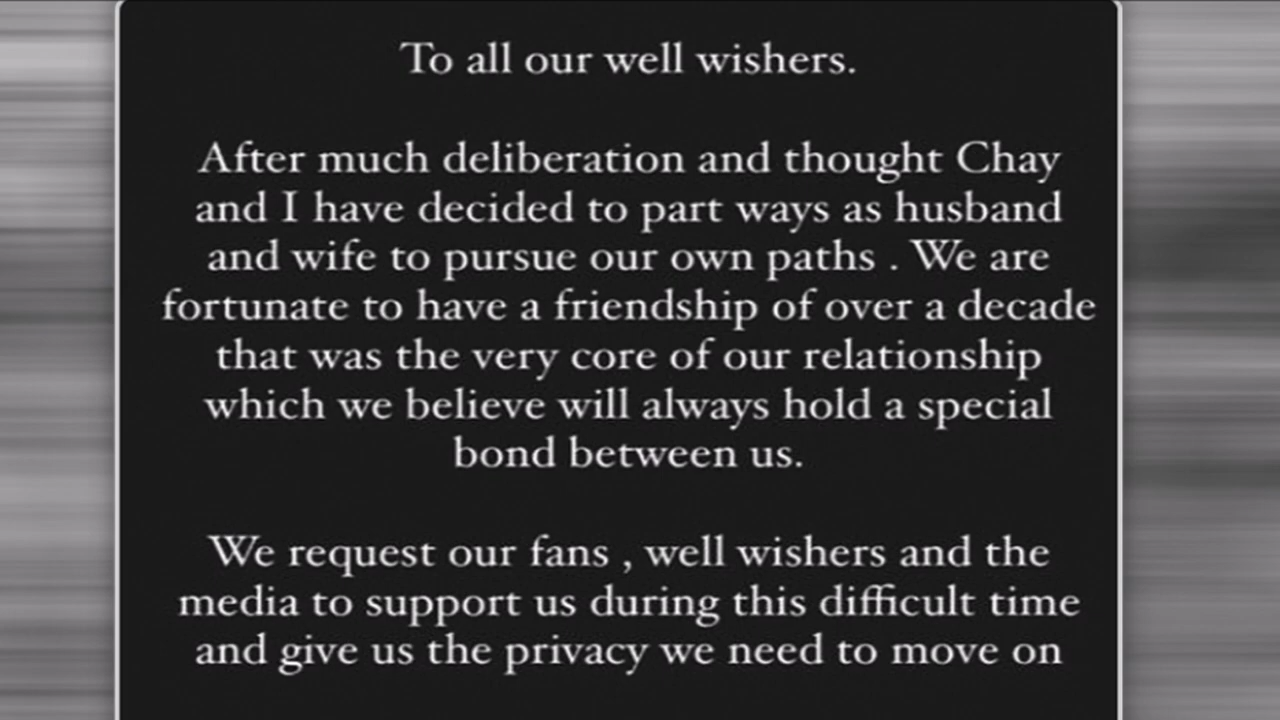 To all our well wishers.
After much deliberation and thought Chay
and I have decided to part ways as husband
and wife to pursue our own paths . We are
fortunate to have a friendship of over a decade
that was the very core of our relationship
which we believe will always hold a special
bond between us.
We request our fans , well wishers and the
media to support us during this difficult time
and give us the privacy we need to move on